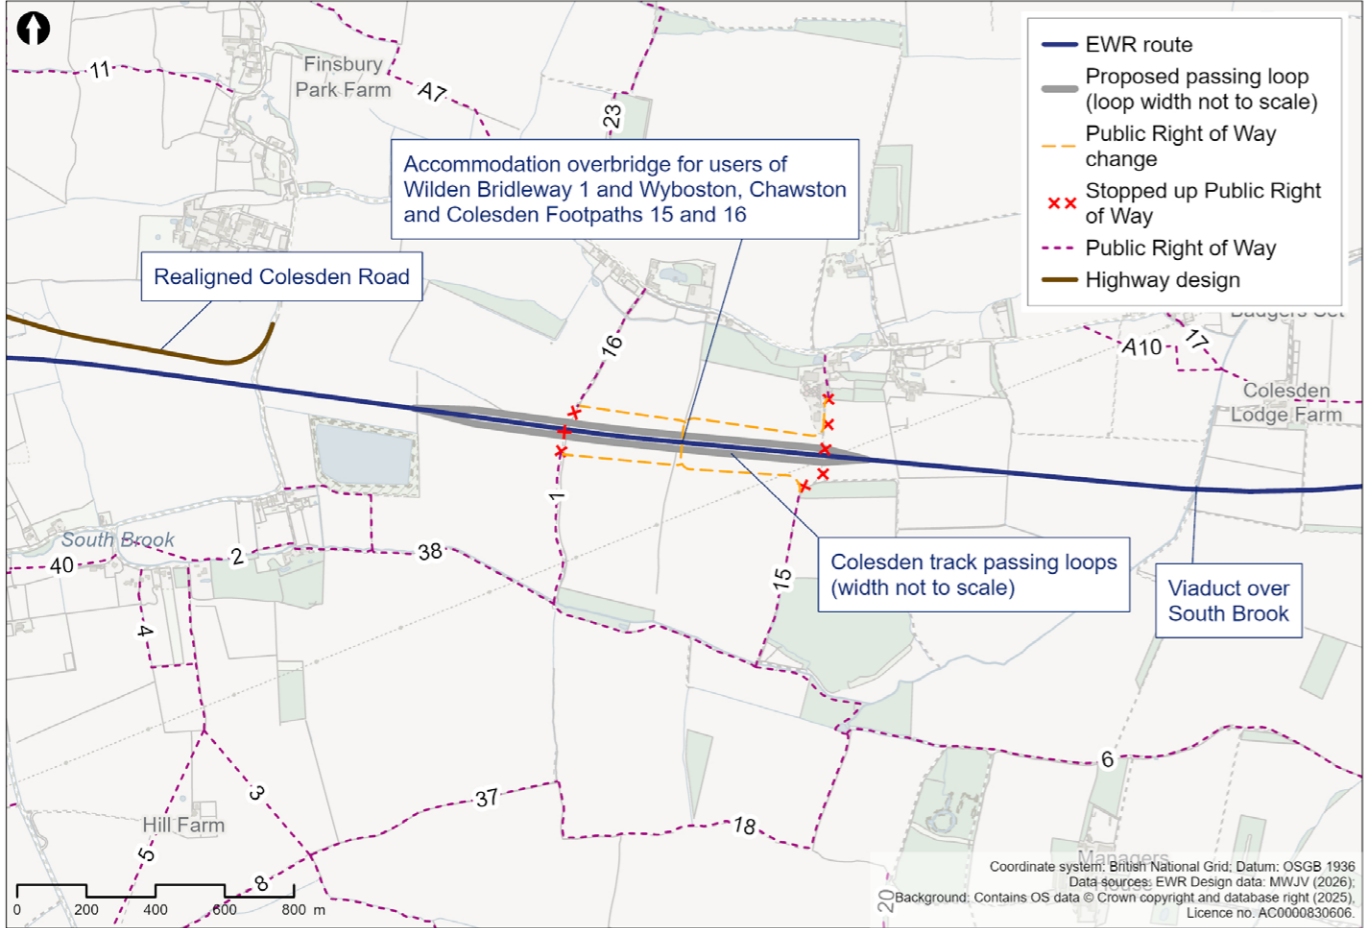 11
Finsbury
Park Farm
A7
23
EWR route
Proposed passing loop
(loop width not to scale)
Public Right of Way
change
Stopped up Public Right
of Way
Public Right of Way
Highway design
Accommodation overbridge for users of
Wilden Bridleway 1 and Wyboston, Chawston
and Colesden Footpaths 15 and 16
Realigned Colesden Road
16
A10
17
Colesden
Lodge Farm
1
South Brook
40
2
38
15
Colesden track passing loops
(width not to scale)
Viaduct over
South Brook
4
6
3
37
18
Hill Farm
5
8
20
Managers
0 200 400 600 800 m
Coordinate system: British National Grid; Datum: OSGB 1936
Data sources: EWR Design data: MWJV (2026);
Background: Contains OS data © Crown copyright and database right (2025),
Licence no. AC0000830606.